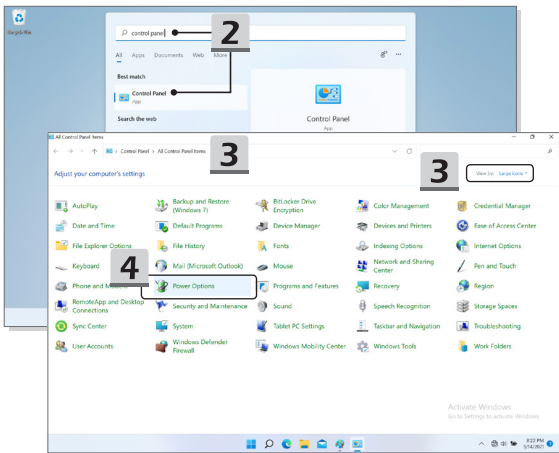 Recycle Bin
control panel
2
All Apps Documents Web More
Best match
Control Panel
App
Search the web
Control Panel
App
All Control Panel Items
3
Control Panel > All Control Panel Items
3
Adjust your computer's settings
View by: Large icons
AutoPlay
Backup and Restore
(Windows 7)
BitLocker Drive
Encryption
Color Management
Credential Manager
Date and Time
Default Programs
Device Manager
Devices and Printers
Ease of Access Center
File Explorer Options
File History
Fonts
Indexing Options
Internet Options
Keyboard
4
Mail (Microsoft Outlook)
Mouse
Network and Sharing
Center
Pen and Touch
Phone and
Power Options
Programs and Features
Recovery
Region
RemoteApp and Desktop
Connections
Security and Maintenance
Sound
Speech Recognition
Storage Spaces
Sync Center
System
Tablet PC Settings
Taskbar and Navigation
Troubleshooting
User Accounts
Windows Defender
Firewall
Windows Mobility Center
Windows Tools
Work Folders
Activate Windows
Go to Settings to activate Windows.
8:22 PM
5/14/2021